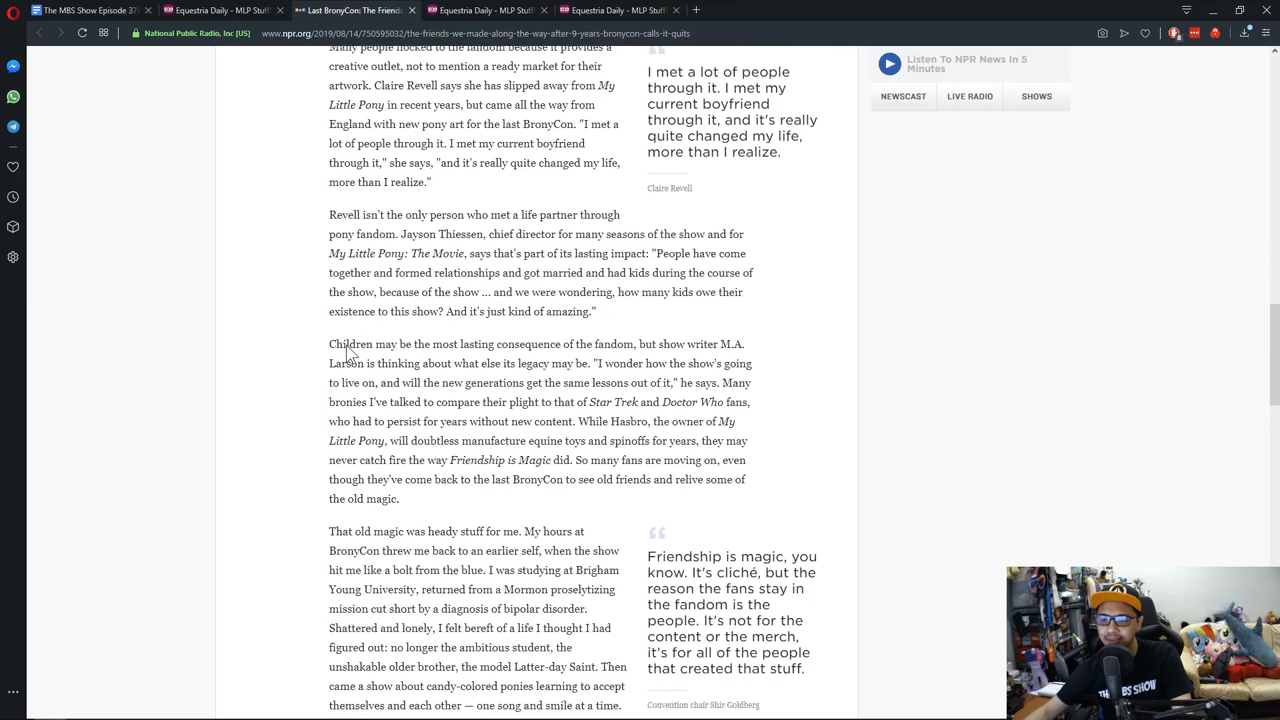 The MBS Show Episode 37
Equestria Daily - MLP Stuf
Last BronyCon: The Friends
Equestria Daily - MLP Stuf
Equestria Daily - MLP Stuf
National Public Radio, Inc [US]
www.npr.org/2019/08/14/750595032/the-friends-we-made-along-the-way-after-9-years-bronycon-calls-it-quits
Many people flocked to the fandom because it provides a
creative outlet, not to mention a ready market for their
artwork. Claire Revell says she has slipped away from My
Little Pony in recent years, but came all the way from
England with new pony art for the last BronyCon. "I met a
lot of people through it. I met my current boyfriend
through it," she says, "and it's really quite changed my life,
more than I realize."
I met a lot of people
through it. I met my
current boyfriend
through it, and it's really
quite changed my life,
more than I realize.
Claire Revell
Listen To NPR News In 5
Minutes
NEWSCAST
LIVE RADIO
SHOWS
Revell isn't the only person who met a life partner through
pony fandom. Jayson Thiessen, chief director for many seasons of the show and for
My Little Pony: The Movie, says that's part of its lasting impact: "People have come
together and formed relationships and got married and had kids during the course of
the show, because of the show ... and we were wondering, how many kids owe their
existence to this show? And it's just kind of amazing."
Children may be the most lasting consequence of the fandom, but show writer M.A.
Larson is thinking about what else its legacy may be. "I wonder how the show's going
to live on, and will the new generations get the same lessons out of it," he says. Many
bronies I've talked to compare their plight to that of Star Trek and Doctor Who fans,
who had to persist for years without new content. While Hasbro, the owner of My
Little Pony, will doubtless manufacture equine toys and spinoffs for years, they may
never catch fire the way Friendship is Magic did. So many fans are moving on, even
though they've come back to the last BronyCon to see old friends and relive some of
the old magic.
That old magic was heady stuff for me. My hours at
BronyCon threw me back to an earlier self, when the show
hit me like a bolt from the blue. I was studying at Brigham
Young University, returned from a Mormon proselytizing
mission cut short by a diagnosis of bipolar disorder.
Shattered and lonely, I felt bereft of a life I thought I had
figured out: no longer the ambitious student, the
unshakable older brother, the model Latter-day Saint. Then
came a show about candy-colored ponies learning to accept
themselves and each other — one song and smile at a time.
Friendship is magic, you
know. It's cliché, but the
reason the fans stay in
the fandom is the
people. It's not for the
content or the merch,
it's for all of the people
that created that stuff.
Convention chair Shir Goldberg
THE MBS SHOW